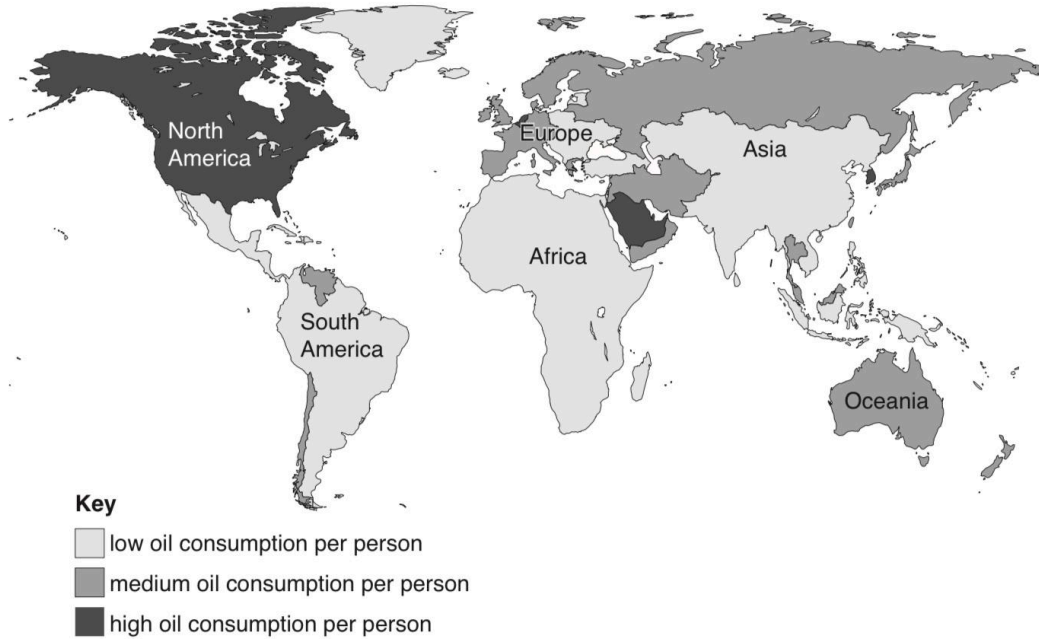 North
America
Europe
Asia
Africa
South
America
Oceania
Key
low oil consumption per person
medium oil consumption per person
high oil consumption per person